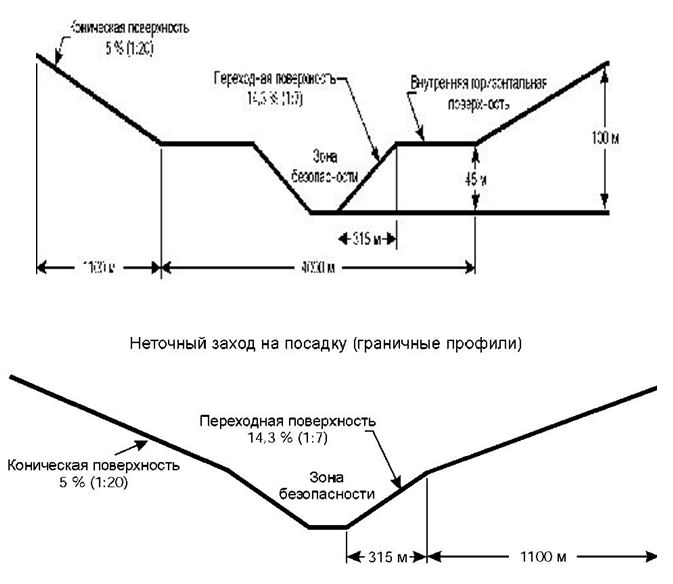 Коническая поверхность
5 % (1:20)
Переходная поверхность
14,3 % (1:7)
Внутренняя горизонтальная
поверхность
Зона
безопасности
100 м
45 м
315 м
1100 м
4000 м
Неточный заход на посадку (граничные профили)
Переходная поверхность
14,3 % (1:7)
Коническая поверхность
5 % (1:20)
Зона
безопасности
315 м
1100 м